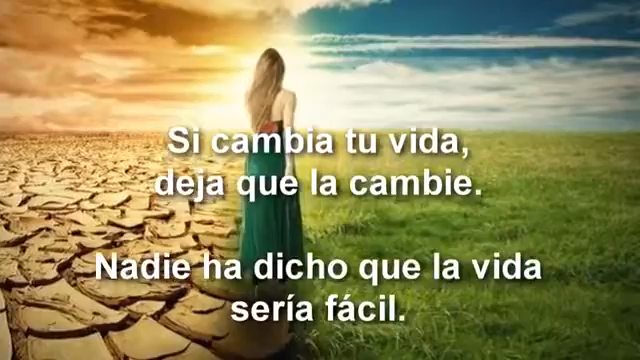 Si cambia tu vida,
deja que la cambie.
Nadie ha dicho que la vida
sería fácil.